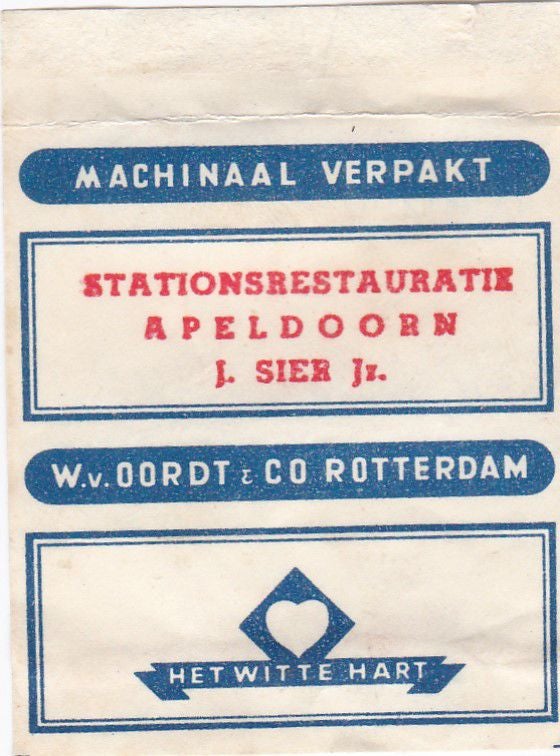 MACHINAAL VERPAKT
STATIONSRESTAURATIE
APELDOORN
J. SIER Jr.
W.v. OORDT & CO ROTTERDAM
HET WITTE HART